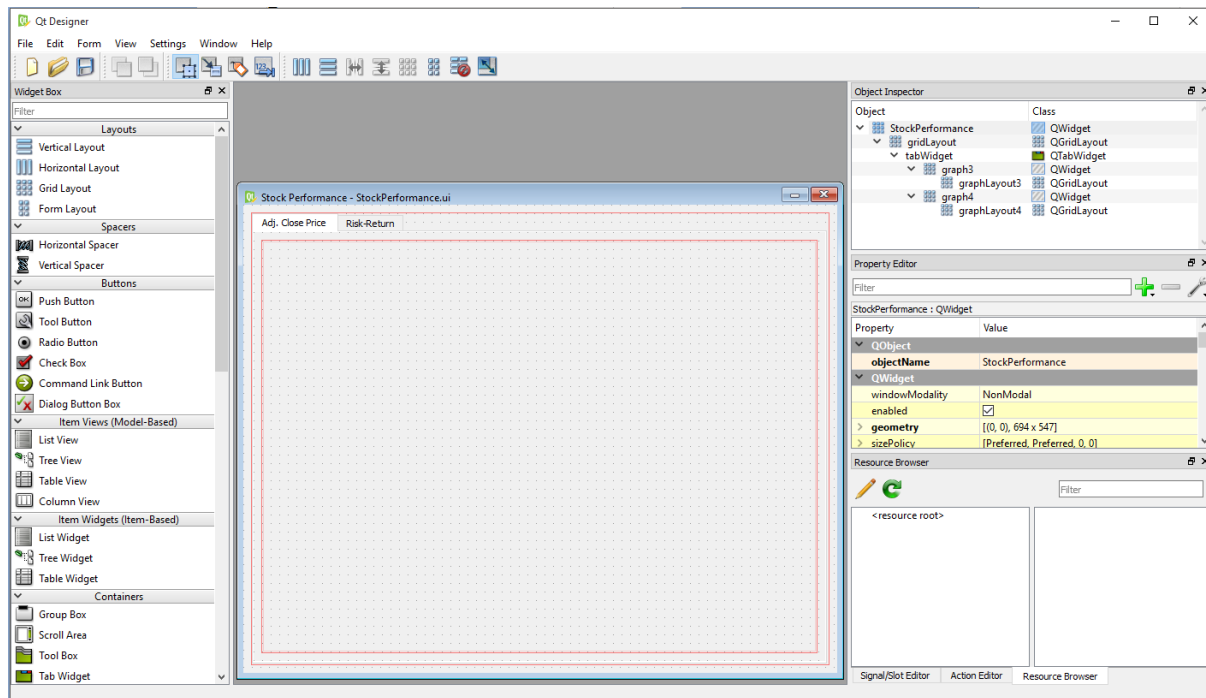 Qt Designer
File Edit Form View Settings Window Help
Widget Box
Filter
Layouts
Vertical Layout
Horizontal Layout
Grid Layout
Form Layout
Spacers
Horizontal Spacer
Vertical Spacer
Buttons
Push Button
Tool Button
Radio Button
Check Box
Command Link Button
Dialog Button Box
Item Views (Model-Based)
List View
Tree View
Table View
Column View
Item Widgets (Item-Based)
List Widget
Tree Widget
Table Widget
Containers
Group Box
Scroll Area
Tool Box
Tab Widget
Stock Performance - StockPerformance.ui
Adj. Close Price Risk-Return
Object Inspector
Object Class
StockPerformance QWidget
gridLayout QGridLayout
tabWidget QTabWidget
graph3 QWidget
graphLayout3 QGridLayout
graph4 QWidget
graphLayout4 QGridLayout
Property Editor
Filter
StockPerformance : QWidget
Property Value
QObject
objectName StockPerformance
QWidget
windowModality NonModal
enabled
geometry [(0, 0), 694 x 547]
sizePolicy [Preferred, Preferred, 0, 0]
Resource Browser
Filter
<resource root>
Signal/Slot Editor Action Editor Resource Browser